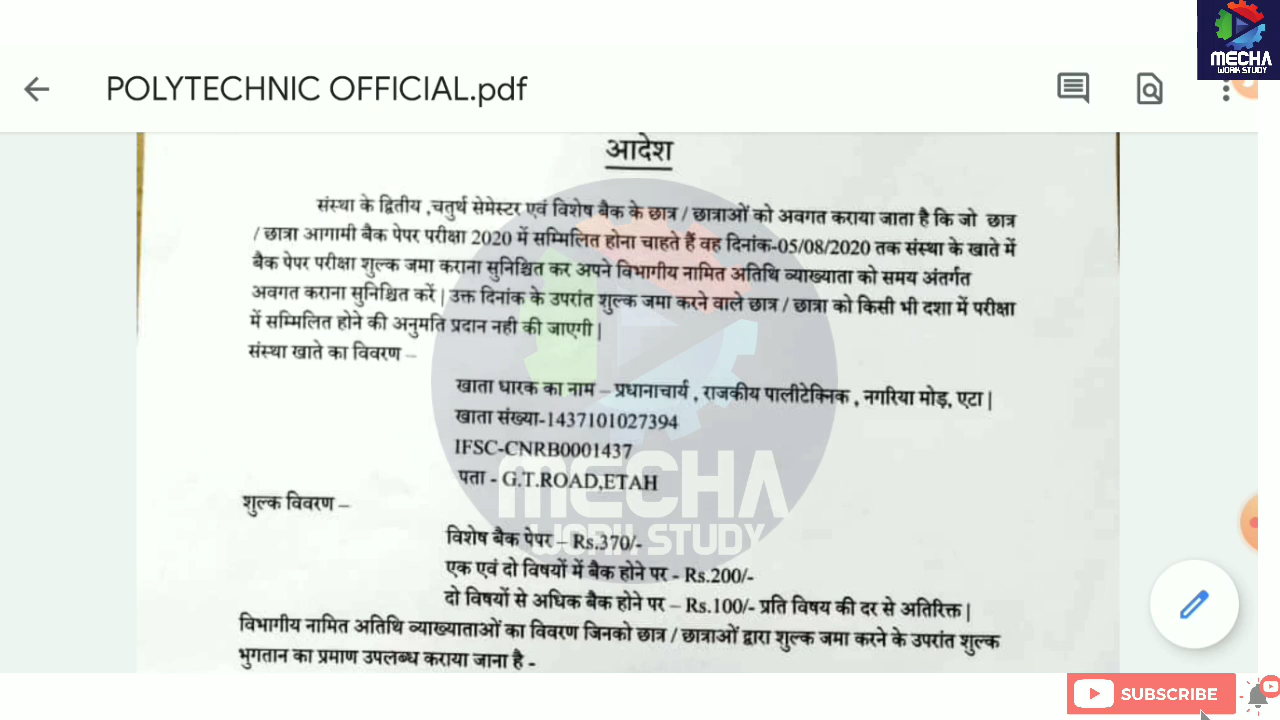 MECHA
WORK STUDY
POLYTECHNIC OFFICIAL.pdf
आदेश
संस्था के द्वितीय ,चतुर्थ सेमेस्टर एवं विशेष बैक के छात्र / छात्राओं को अवगत कराया जाता है कि जो छात्र
/ छात्रा आगामी बैक पेपर परीक्षा 2020 में सम्मिलित होना चाहते हैं वह दिनांक-05/08/2020 तक संस्था के खाते में
बैक पेपर परीक्षा शुल्क जमा कराना सुनिश्चित कर अपने विभागीय नामित अतिथि व्याख्याता को समय अंतर्गत
अवगत कराना सुनिश्चित करें | उक्त दिनांक के उपरांत शुल्क जमा करने वाले छात्र / छात्रा को किसी भी दशा में परीक्षा
में सम्मिलित होने की अनुमति प्रदान नही की जाएगी |
संस्था खाते का विवरण –
खाता धारक का नाम – प्रधानाचार्य , राजकीय पालीटेक्निक , नगरिया मोड़, एटा |
खाता संख्या-1437101027394
IFSC-CNRB0001437
पता - G.T.ROAD,ETAH
MECHA
WORK STUDY
शुल्क विवरण –
विशेष बैक पेपर – Rs.370/-
एक एवं दो विषयों में बैक होने पर - Rs.200/-
दो विषयों से अधिक बैक होने पर – Rs.100/- प्रति विषय की दर से अतिरिक्त |
विभागीय नामित अतिथि व्याख्याताओं का विवरण जिनको छात्र / छात्राओं द्वारा शुल्क जमा करने के उपरांत शुल्क
भुगतान का प्रमाण उपलब्ध कराया जाना है -
SUBSCRIBE